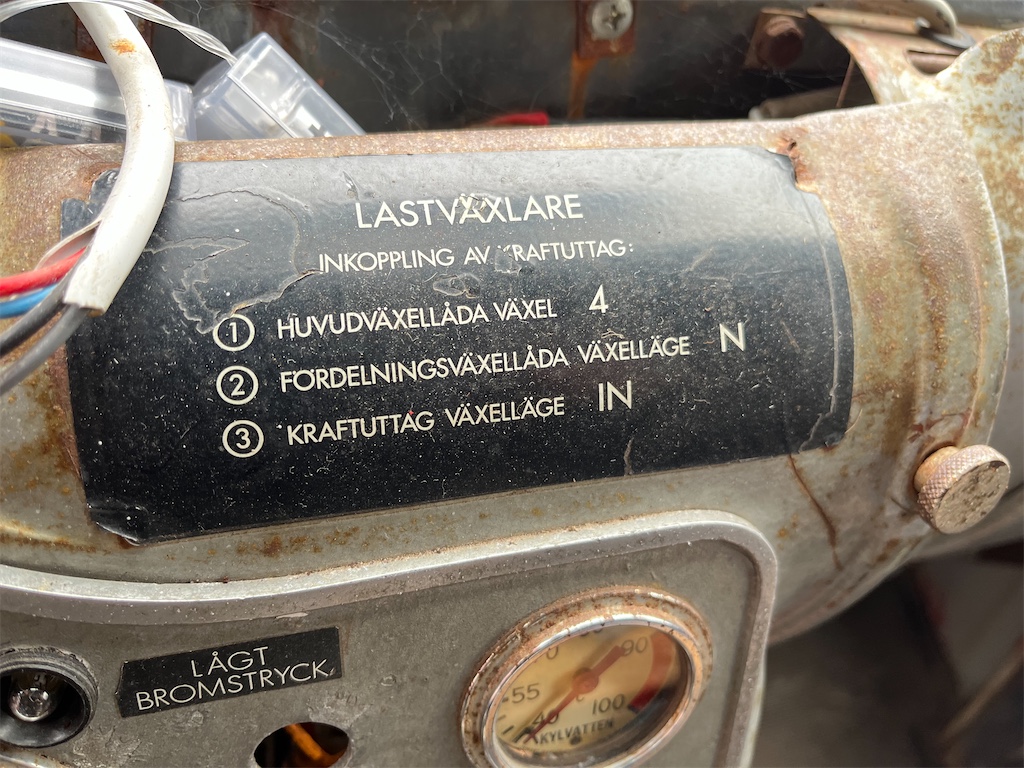 LASTVÄXLARE
INKOPPLING AV KRAFTUTTAG:
1 HUVUDVÄXELLÅDA VÄXEL 4
2 FÖRDELNINGSVÄXELLÅDA VÄXELLÄGE N
3 KRAFTUTTAG VÄXELLÄGE IN
LÅGT
BROMSTRYCK
90
55
40 100
KYLVATTEN